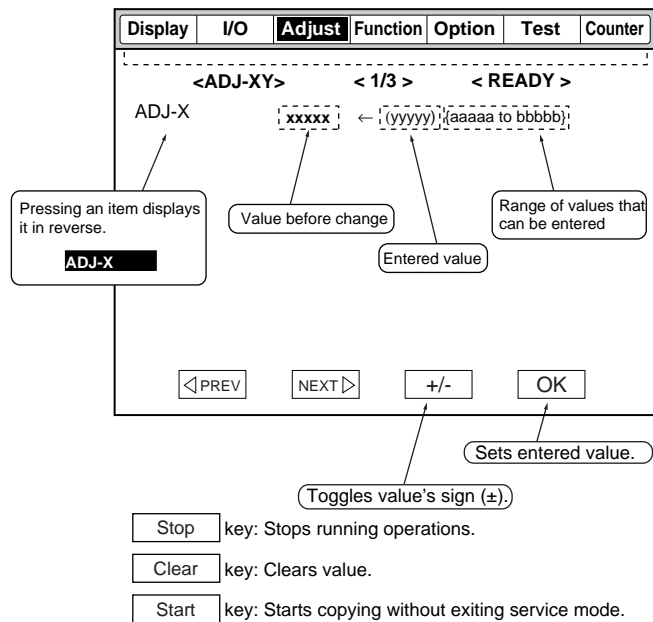 Display I/O Adjust Function Option Test Counter
<ADJ-XY> < 1/3 > < READY >
ADJ-X xxxxx ← (yyyyy) {aaaaa to bbbbb}
Pressing an item displays
it in reverse.
ADJ-X
Value before change
Entered value
Range of values that
can be entered
◁ PREV NEXT ▷ +/- OK
Sets entered value.
Toggles value's sign (±).
Stop key: Stops running operations.
Clear key: Clears value.
Start key: Starts copying without exiting service mode.